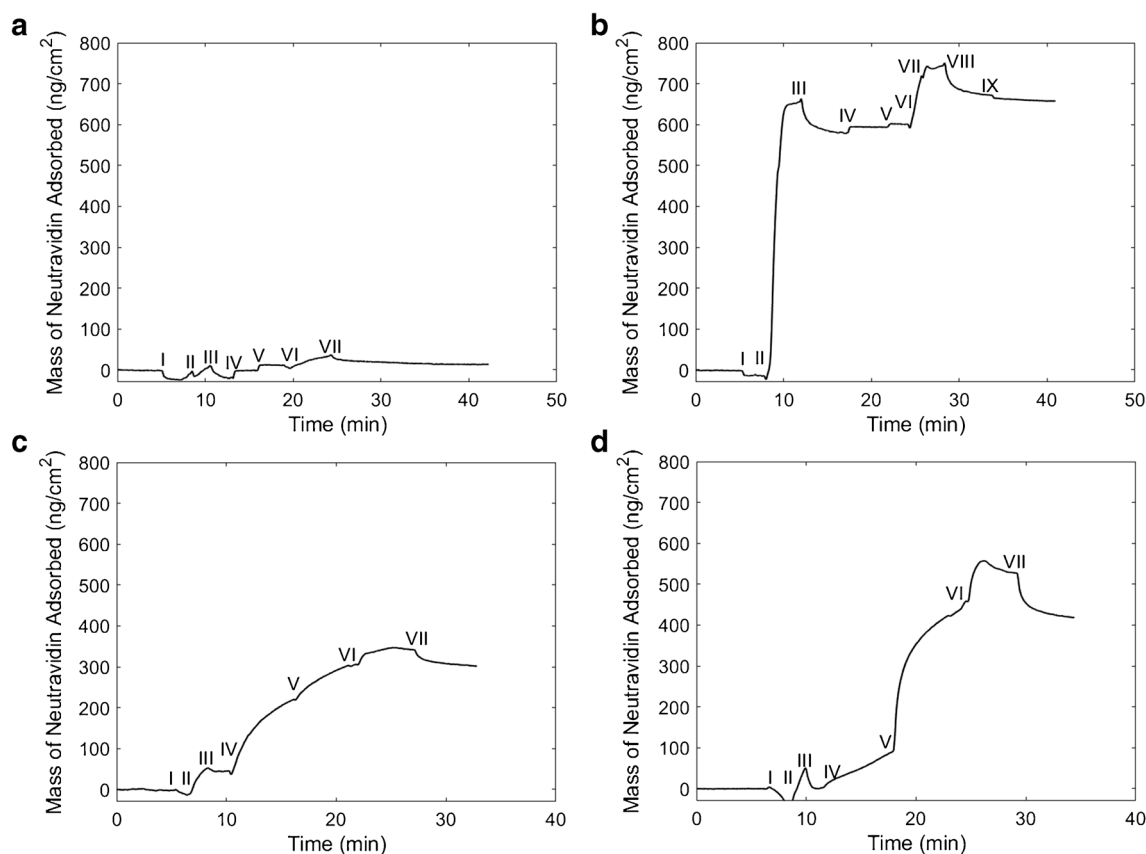 a
Mass of Neutravidin Adsorbed (ng/cm²)
800
700
600
500
400
300
200
100
0
I II III IV V VI VII
0 10 20 30 40 50
Time (min)
b
Mass of Neutravidin Adsorbed (ng/cm²)
800
700
600
500
400
300
200
100
0
I II III IV V VI VII VIII IX
0 10 20 30 40 50
Time (min)
c
Mass of Neutravidin Adsorbed (ng/cm²)
800
700
600
500
400
300
200
100
0
I II III IV V VI VII
0 10 20 30 40
Time (min)
d
Mass of Neutravidin Adsorbed (ng/cm²)
800
700
600
500
400
300
200
100
0
I II III IV V VI VII
0 10 20 30 40
Time (min)